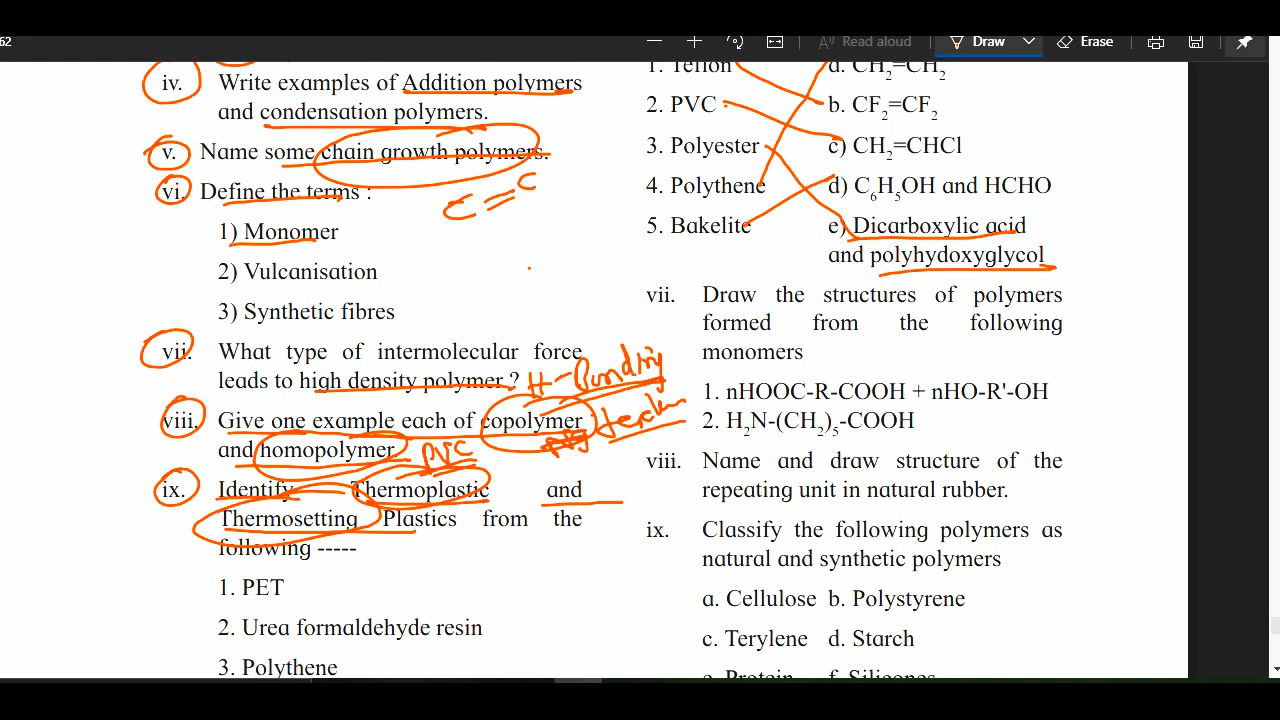 62
Read aloud
Draw
Erase
iv. Write examples of Addition polymers
and condensation polymers.
v. Name some chain growth polymers.
vi. Define the terms :
C = C
1) Monomer
2) Vulcanisation
3) Synthetic fibres
vii. What type of intermolecular force
leads to high density polymer ?
H-Bonding
viii. Give one example each of copolymer
and homopolymer.
PVC
ix. Identify Thermoplastic and
Thermosetting Plastics from the
following -----
1. PET
2. Urea formaldehyde resin
3. Polythene
1. Teflon a. CH₂=CH₂
2. PVC b. CF₂=CF₂
3. Polyester c) CH₂=CHCl
4. Polythene d) C₆H₅OH and HCHO
5. Bakelite e) Dicarboxylic acid
and polyhydoxyglycol
vii. Draw the structures of polymers
formed from the following
monomers
1. nHOOC-R-COOH + nHO-R'-OH
2. H₂N-(CH₂)₅-COOH
viii. Name and draw structure of the
repeating unit in natural rubber.
ix. Classify the following polymers as
natural and synthetic polymers
a. Cellulose b. Polystyrene
c. Terylene d. Starch
e. Protein f. Silicones